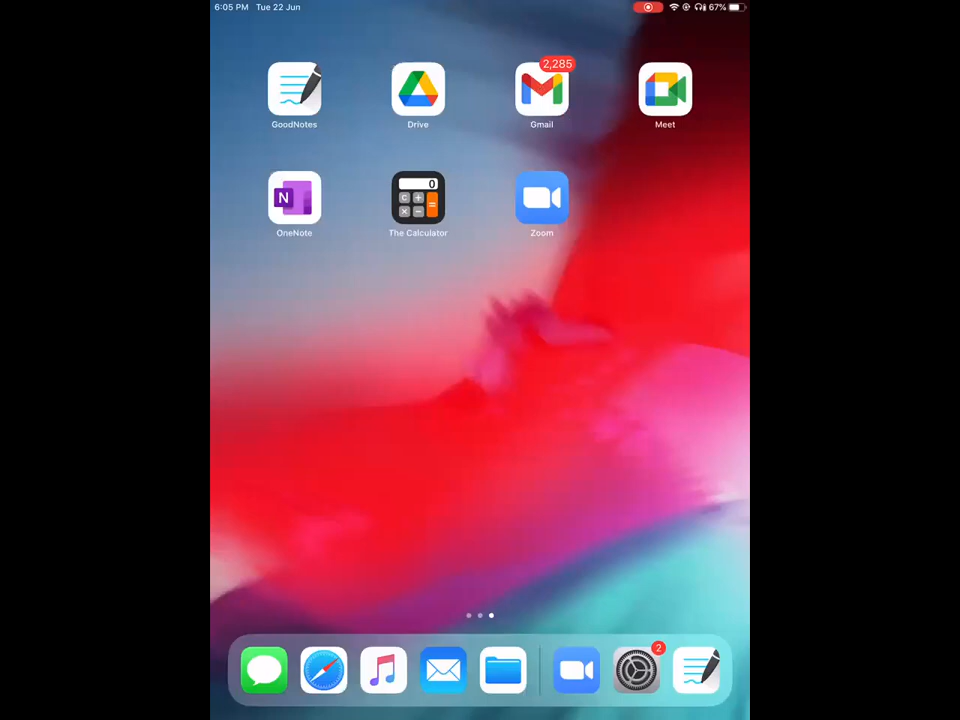 6:05 PM Tue 22 Jun 67%
2,285
GoodNotes Drive Gmail Meet
N 0
C + = × −
OneNote The Calculator Zoom
2